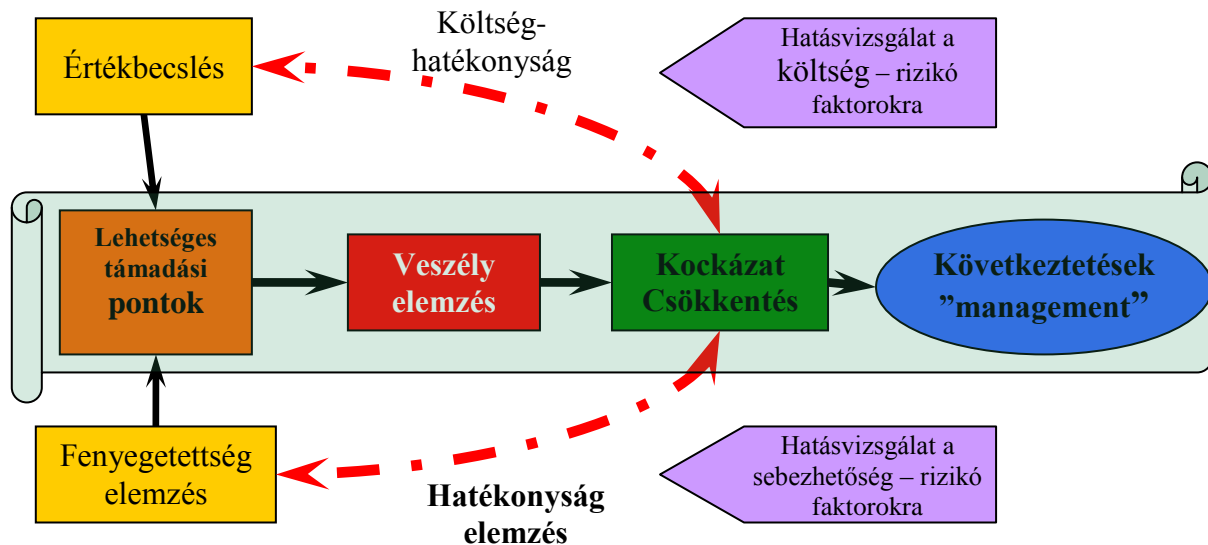 Értékbecslés
Költség-
hatékonyság
Hatásvizsgálat a
költség – rizikó
faktorokra
Lehetséges
támadási
pontok
Veszély
elemzés
Kockázat
Csökkentés
Következtetések
”management”
Fenyegetettség
elemzés
Hatékonyság
elemzés
Hatásvizsgálat a
sebezhetőség – rizikó
faktorokra